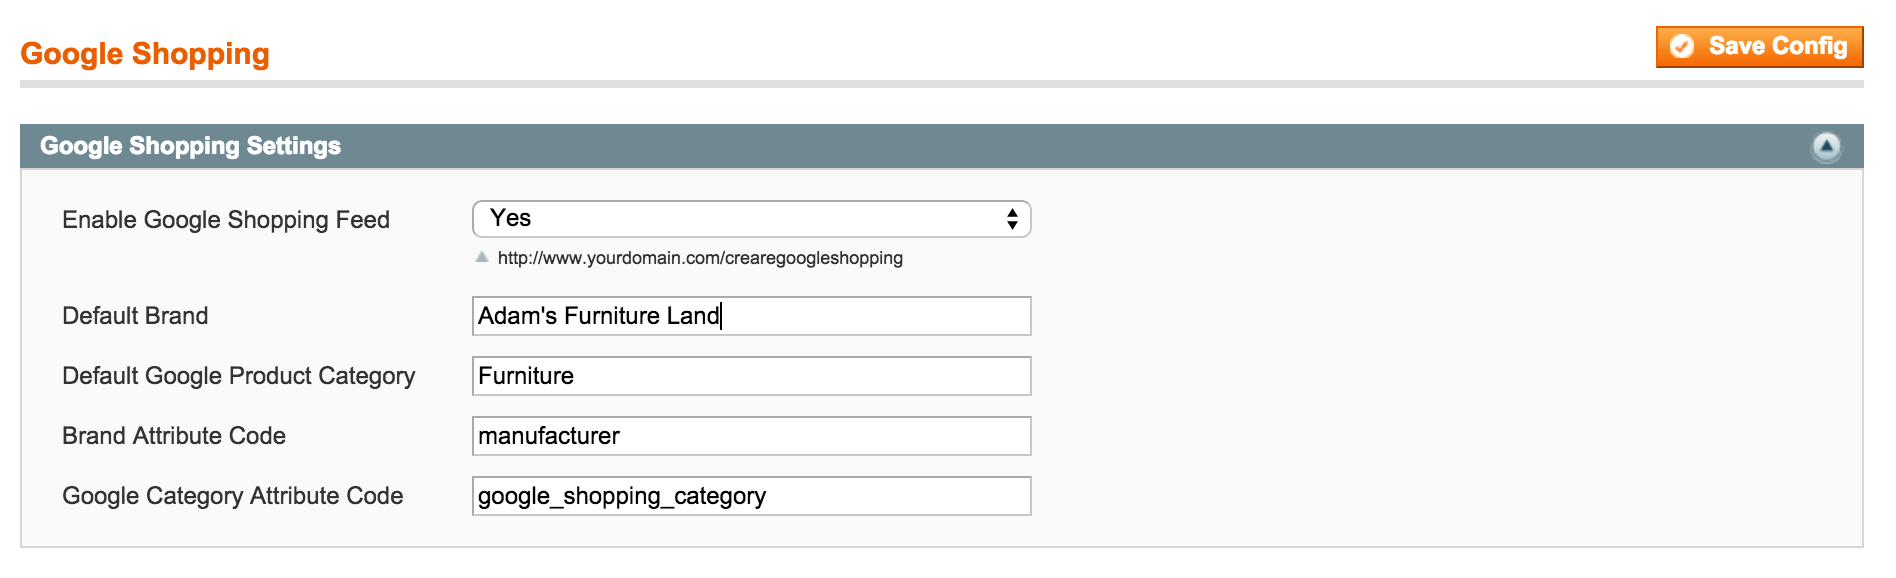 Google Shopping
Save Config
Google Shopping Settings
Enable Google Shopping Feed
Yes
http://www.yourdomain.com/crearegoogleshopping
Default Brand
Adam's Furniture Land
Default Google Product Category
Furniture
Brand Attribute Code
manufacturer
Google Category Attribute Code
google_shopping_category